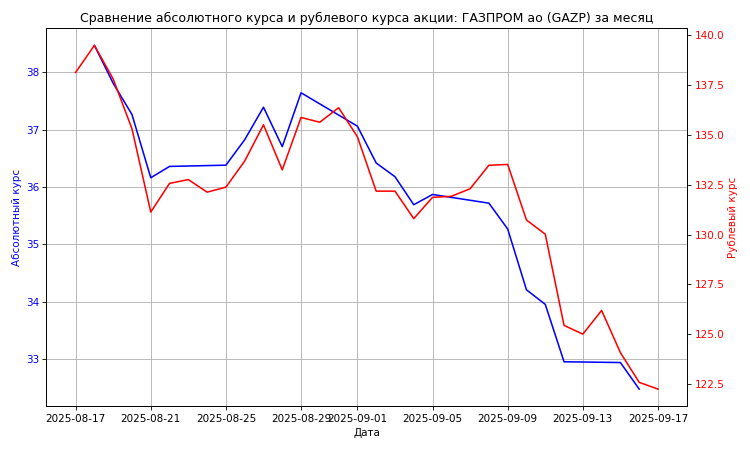 Сравнение абсолютного курса и рублевого курса акции: ГАЗПРОМ ао (GAZP) за месяц
38
37
36
35
34
33
Абсолютный курс
140.0
137.5
135.0
132.5
130.0
127.5
125.0
122.5
Рублевый курс
2025-08-17 2025-08-21 2025-08-25 2025-08-29 2025-09-01 2025-09-05 2025-09-09 2025-09-13 2025-09-17
Дата